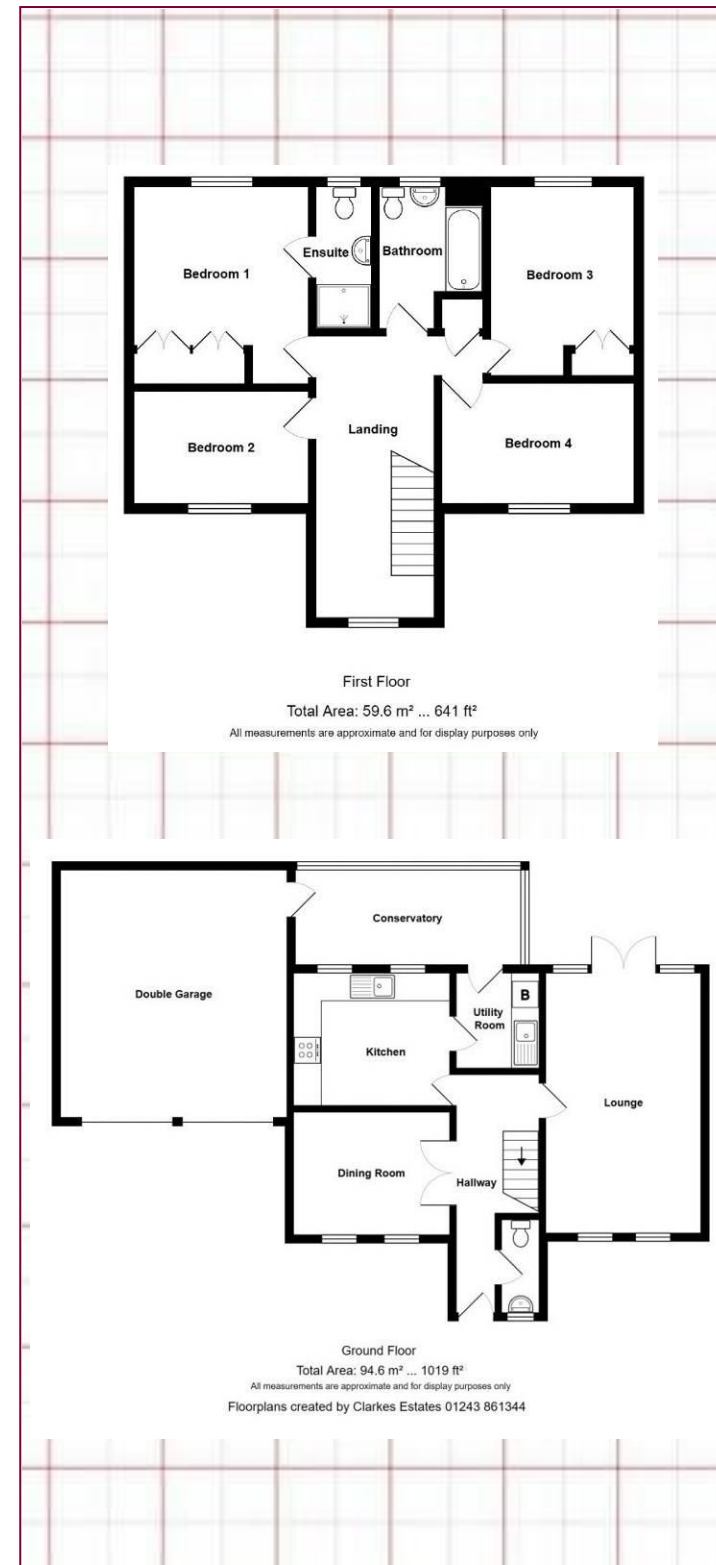 Bedroom 1
Ensuite
Bathroom
Bedroom 3
Bedroom 2
Landing
Bedroom 4
First Floor
Total Area: 59.6 m² ... 641 ft²
All measurements are approximate and for display purposes only
Conservatory
Double Garage
B
Utility
Room
Kitchen
Lounge
Dining Room
Hallway
Ground Floor
Total Area: 94.6 m² ... 1019 ft²
All measurements are approximate and for display purposes only
Floorplans created by Clarkes Estates 01243 861344